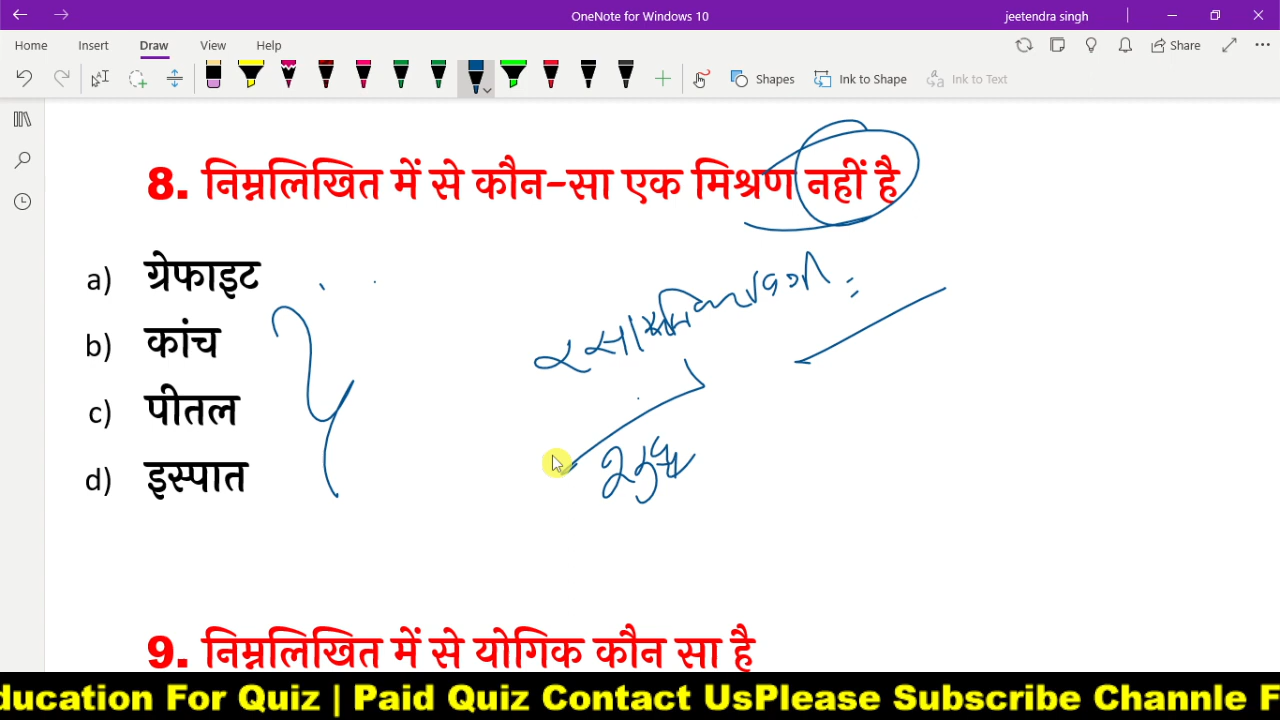 OneNote for Windows 10
jeetendra singh
Home Insert Draw View Help
Share
Shapes Ink to Shape Ink to Text
8. निम्नलिखित में से कौन-सा एक मिश्रण नहीं है
a) ग्रेफाइट
b) कांच
c) पीतल
d) इस्पात
9. निम्नलिखित में से योगिक कौन सा है
ducation For Quiz | Paid Quiz Contact UsPlease Subscribe Channle F